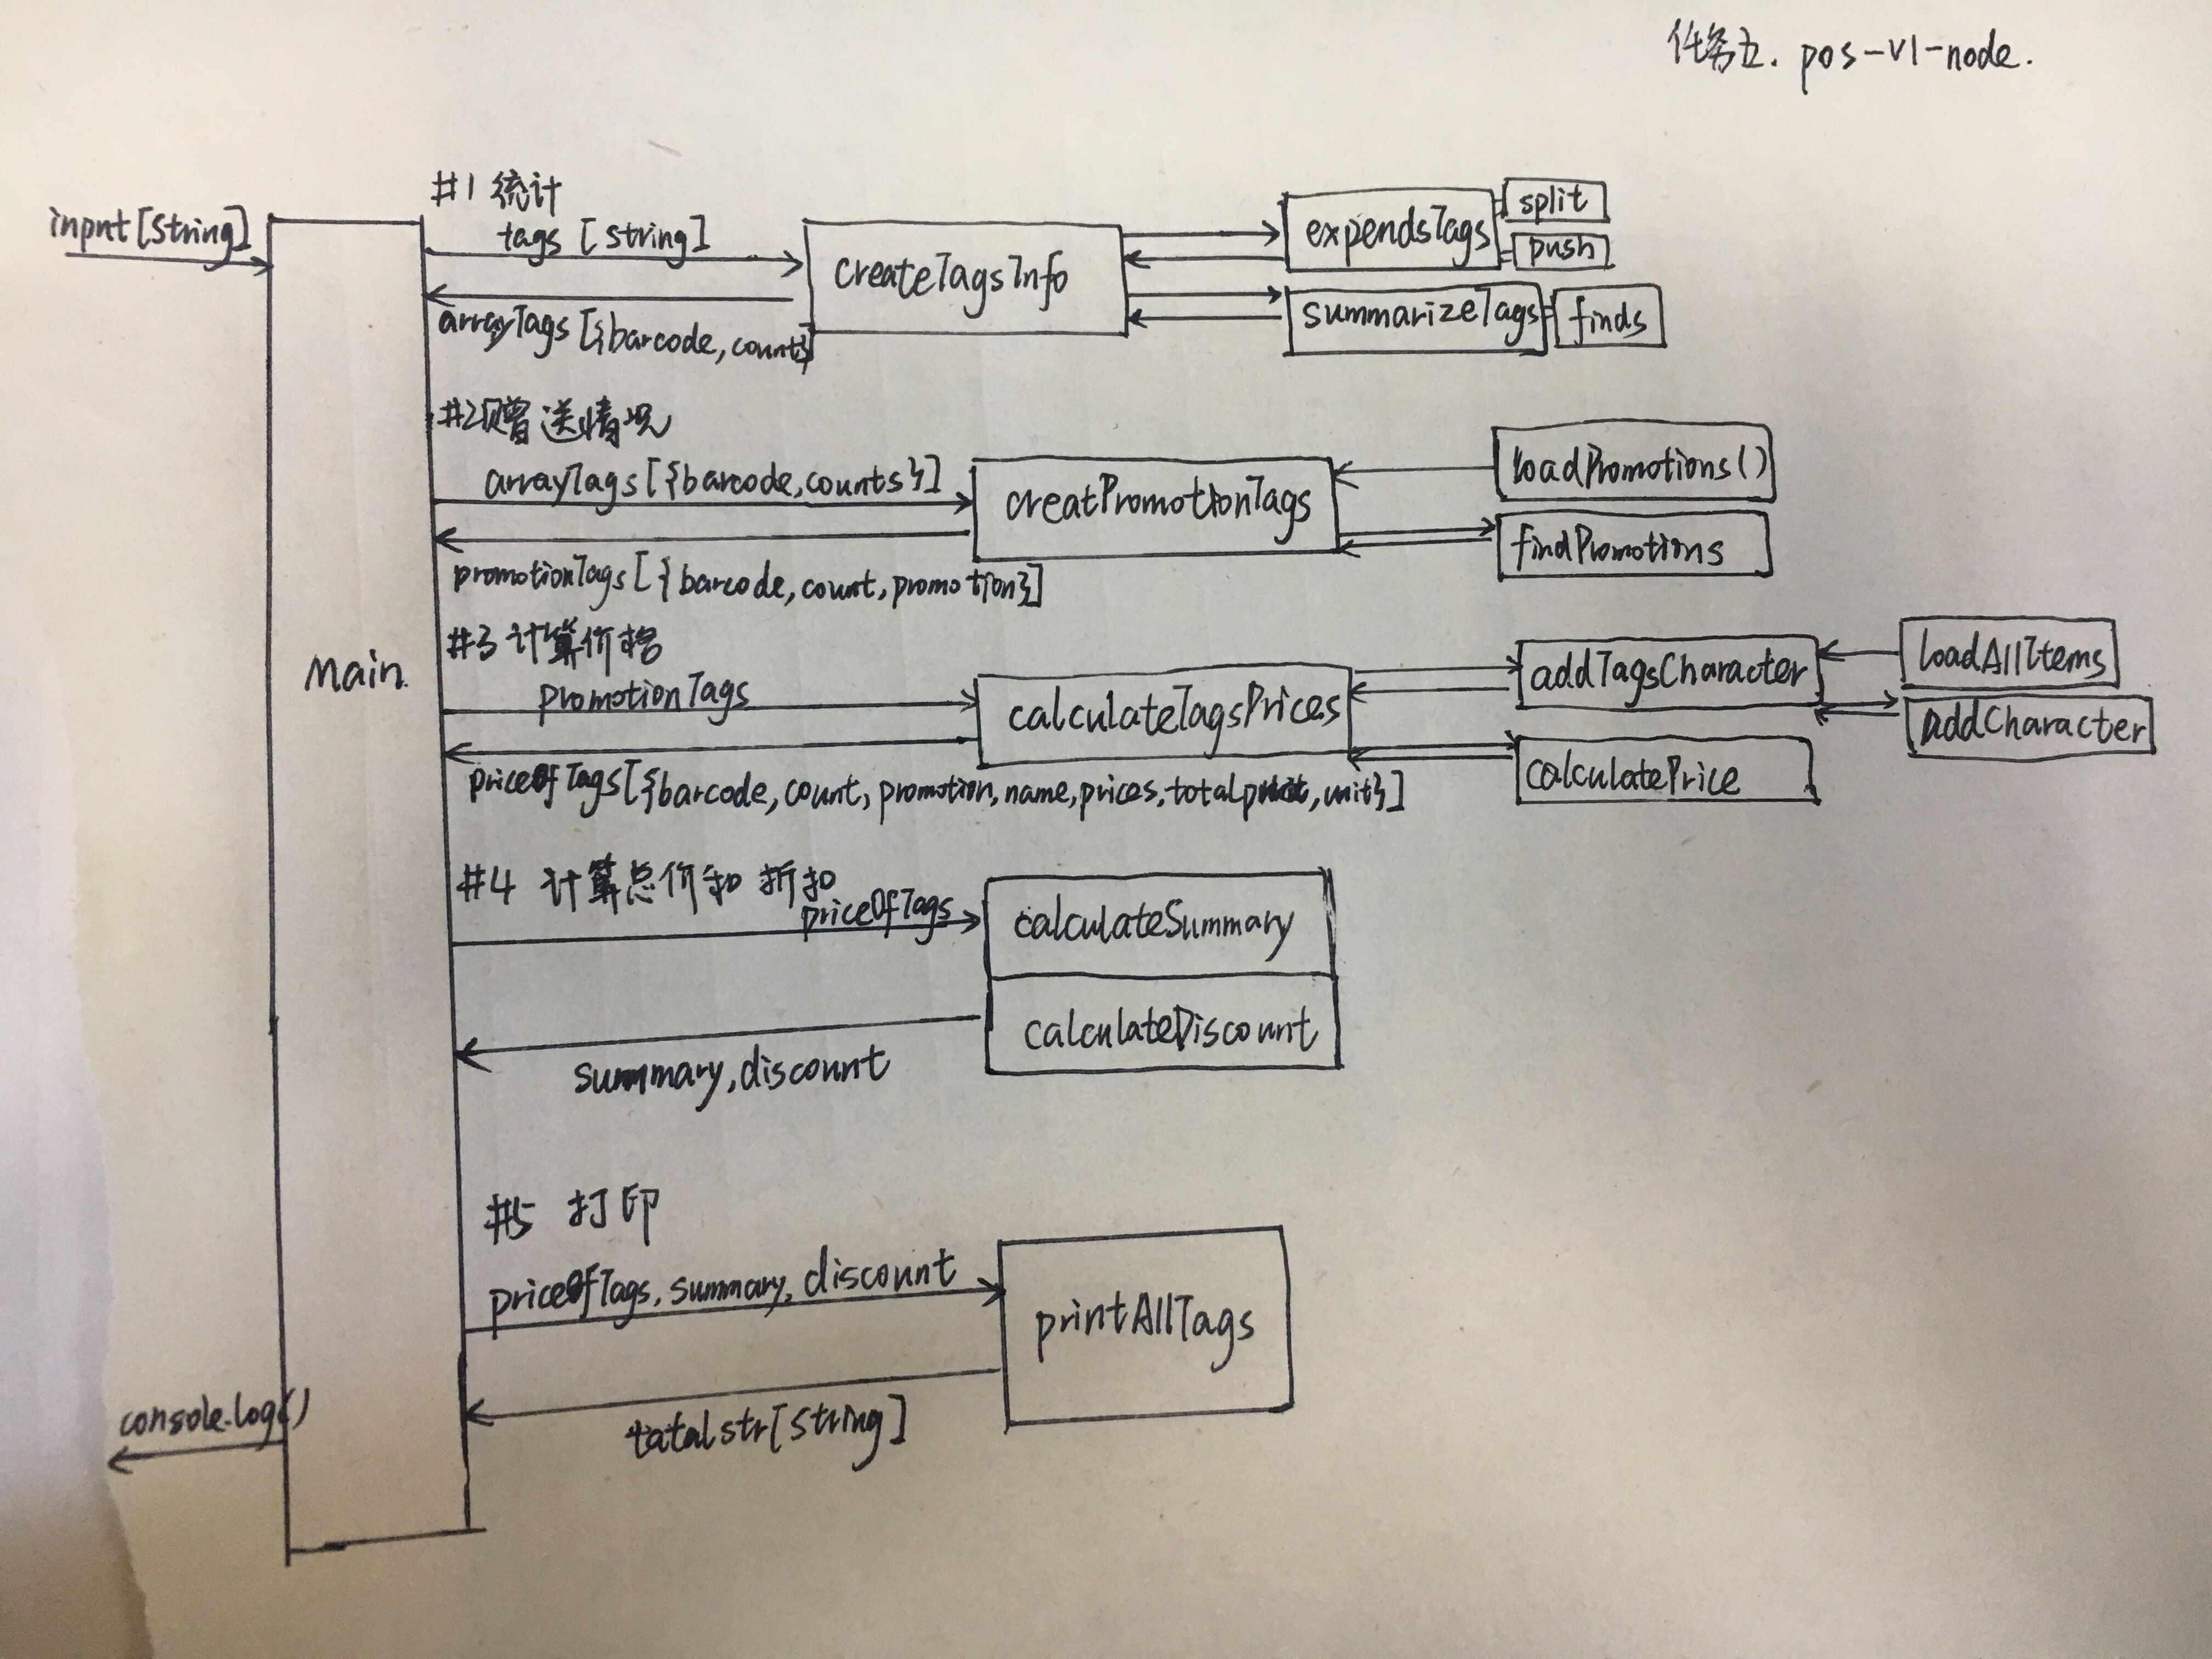 任务五. pos-v1-node.
#1 统计
input[String]
tags [string]
createTagsInfo
expendsTags
split
push
arrayTags[{barcode,count}]
summarizeTags
finds
#2赠送情况
arrayTags[{barcode,counts}]
creatPromotionTags
loadPromotions()
findPromotions
promotionTags[{barcode,count,promotion}]
#3 计算价格
Main.
promotionTags
calculateTagsPrices
addTagsCharacter
loadAllItems
addCharacter
calculatePrice
priceOfTags[{barcode,count,promotion,name,prices,total,unit}]
#4 计算总价和折扣
priceOfTags
calculateSummary
calculateDiscount
summary,discount
#5 打印
priceOfTags,summary,discount
printAllTags
tatalstr[String]
console.log()